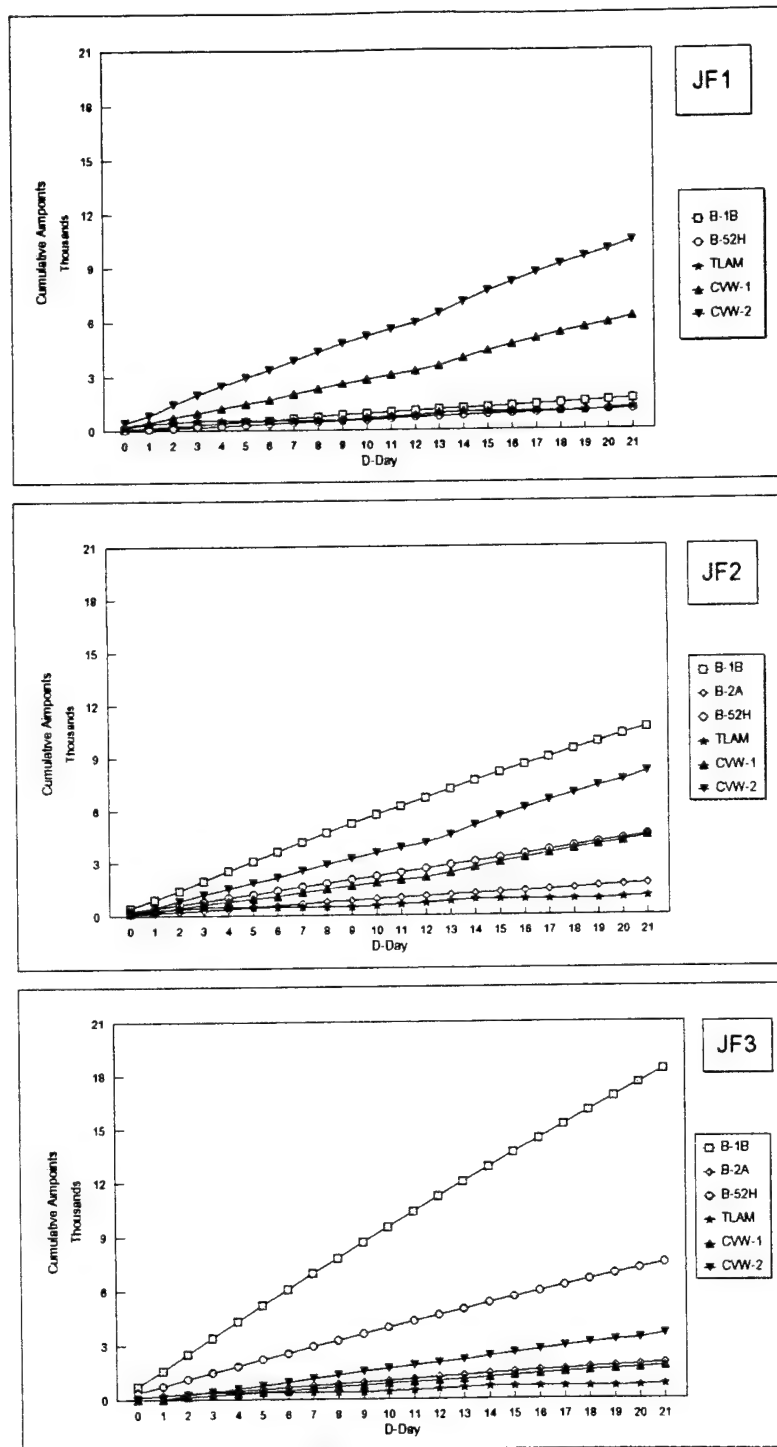 JF1
21
18
15
12
9
6
3
0
Cumulative Aimpoints
Thousands
0 1 2 3 4 5 6 7 8 9 10 11 12 13 14 15 16 17 18 19 20 21
D-Day
B-1B
B-52H
TLAM
CVW-1
CVW-2
JF2
21
18
15
12
9
6
3
0
Cumulative Aimpoints
Thousands
0 1 2 3 4 5 6 7 8 9 10 11 12 13 14 15 16 17 18 19 20 21
D-Day
B-1B
B-2A
B-52H
TLAM
CVW-1
CVW-2
JF3
21
18
15
12
9
6
3
0
Cumulative Aimpoints
Thousands
0 1 2 3 4 5 6 7 8 9 10 11 12 13 14 15 16 17 18 19 20 21
D-Day
B-1B
B-2A
B-52H
TLAM
CVW-1
CVW-2